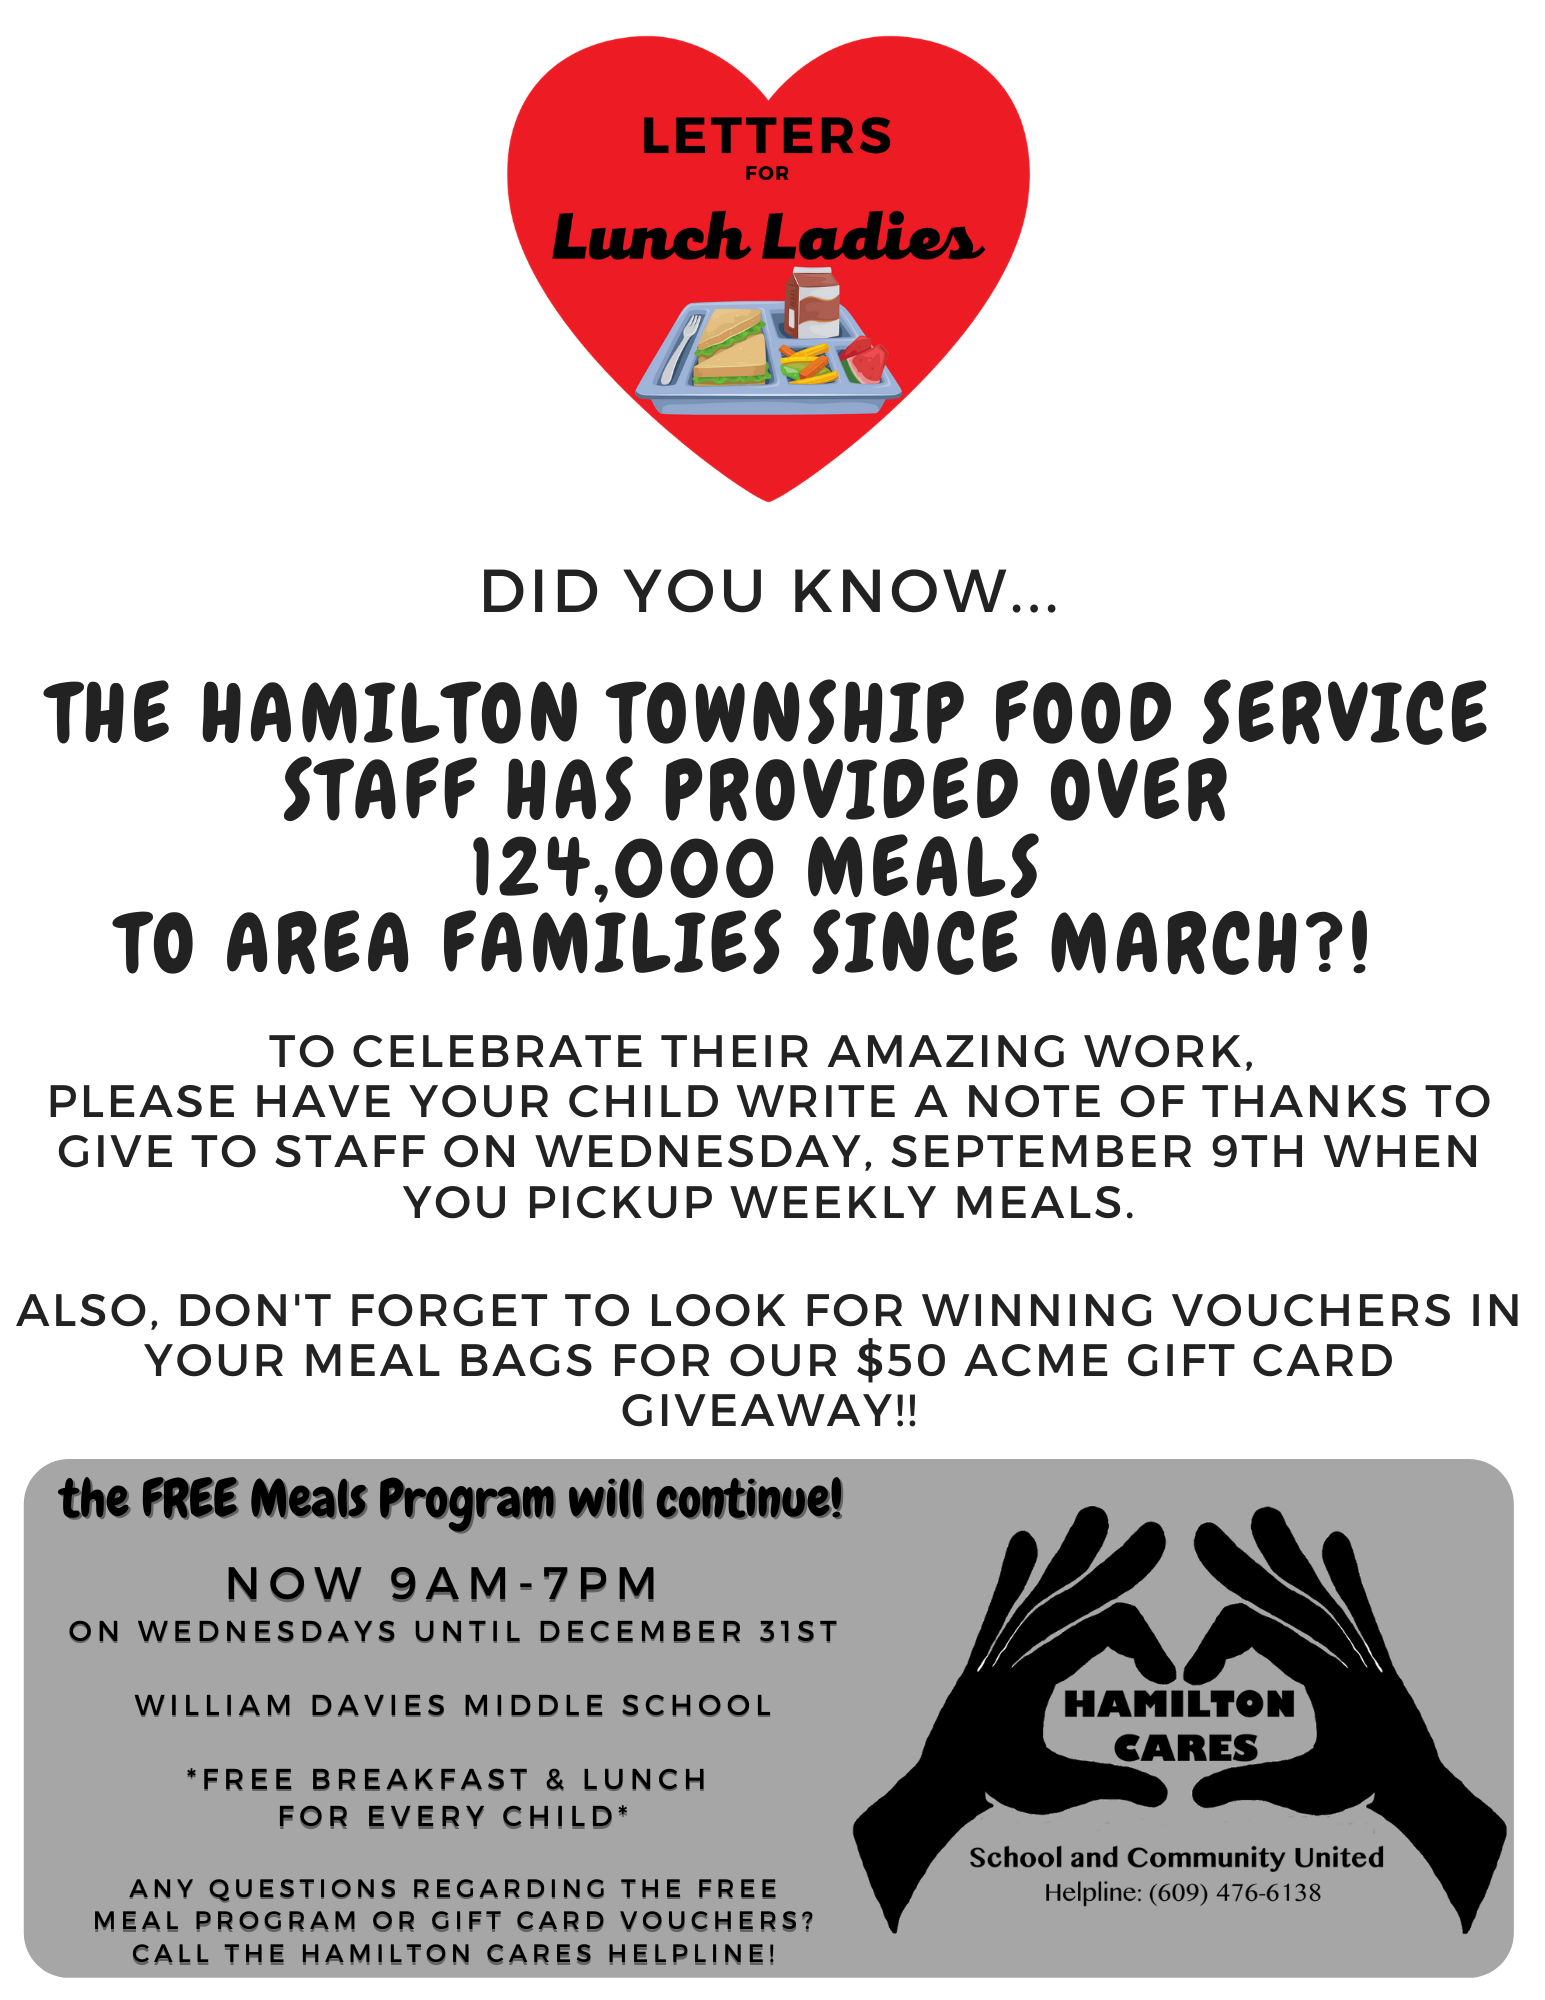 LETTERS
FOR
Lunch Ladies
DID YOU KNOW...
THE HAMILTON TOWNSHIP FOOD SERVICE
STAFF HAS PROVIDED OVER
124,000 MEALS
TO AREA FAMILIES SINCE MARCH?!
TO CELEBRATE THEIR AMAZING WORK,
PLEASE HAVE YOUR CHILD WRITE A NOTE OF THANKS TO
GIVE TO STAFF ON WEDNESDAY, SEPTEMBER 9TH WHEN
YOU PICKUP WEEKLY MEALS.
ALSO, DON'T FORGET TO LOOK FOR WINNING VOUCHERS IN
YOUR MEAL BAGS FOR OUR $50 ACME GIFT CARD
GIVEAWAY!!
the FREE Meals Program will continue!
NOW 9AM-7PM
ON WEDNESDAYS UNTIL DECEMBER 31ST
WILLIAM DAVIES MIDDLE SCHOOL
*FREE BREAKFAST & LUNCH
FOR EVERY CHILD*
ANY QUESTIONS REGARDING THE FREE
MEAL PROGRAM OR GIFT CARD VOUCHERS?
CALL THE HAMILTON CARES HELPLINE!
HAMILTON
CARES
School and Community United
Helpline: (609) 476-6138